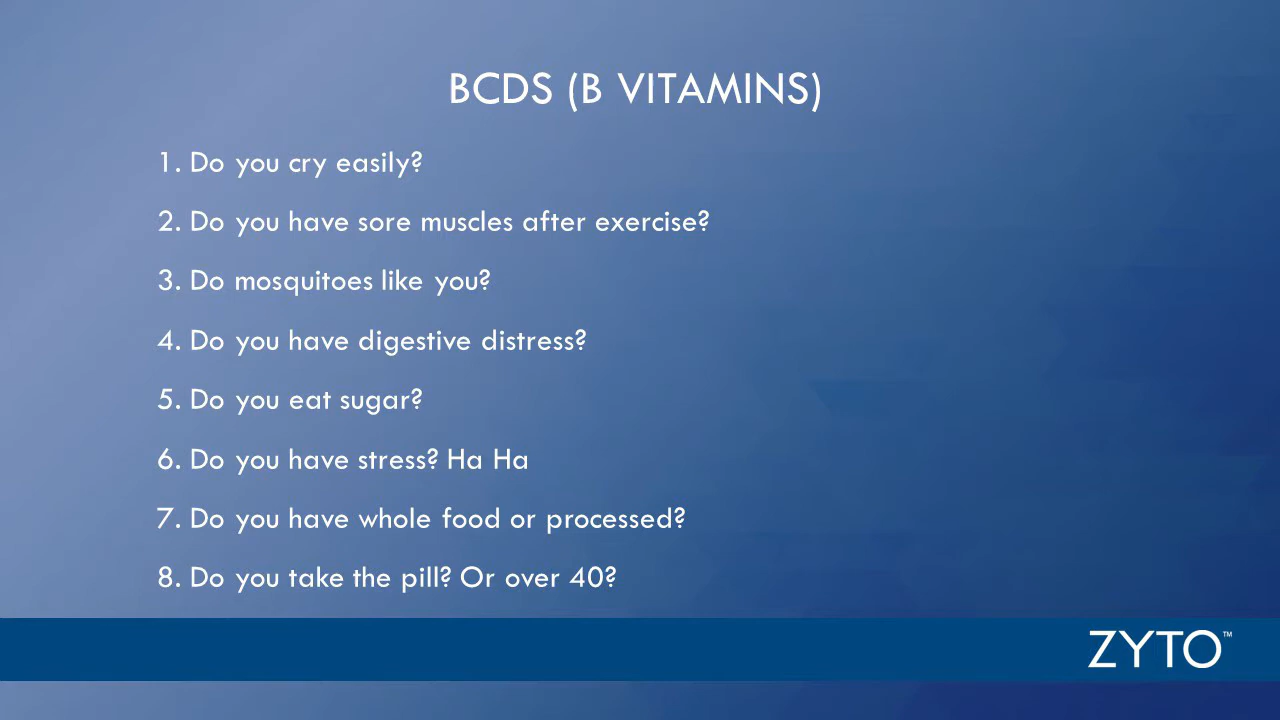 BCDS (B VITAMINS)
1. Do you cry easily?
2. Do you have sore muscles after exercise?
3. Do mosquitoes like you?
4. Do you have digestive distress?
5. Do you eat sugar?
6. Do you have stress? Ha Ha
7. Do you have whole food or processed?
8. Do you take the pill? Or over 40?
ZYTO™